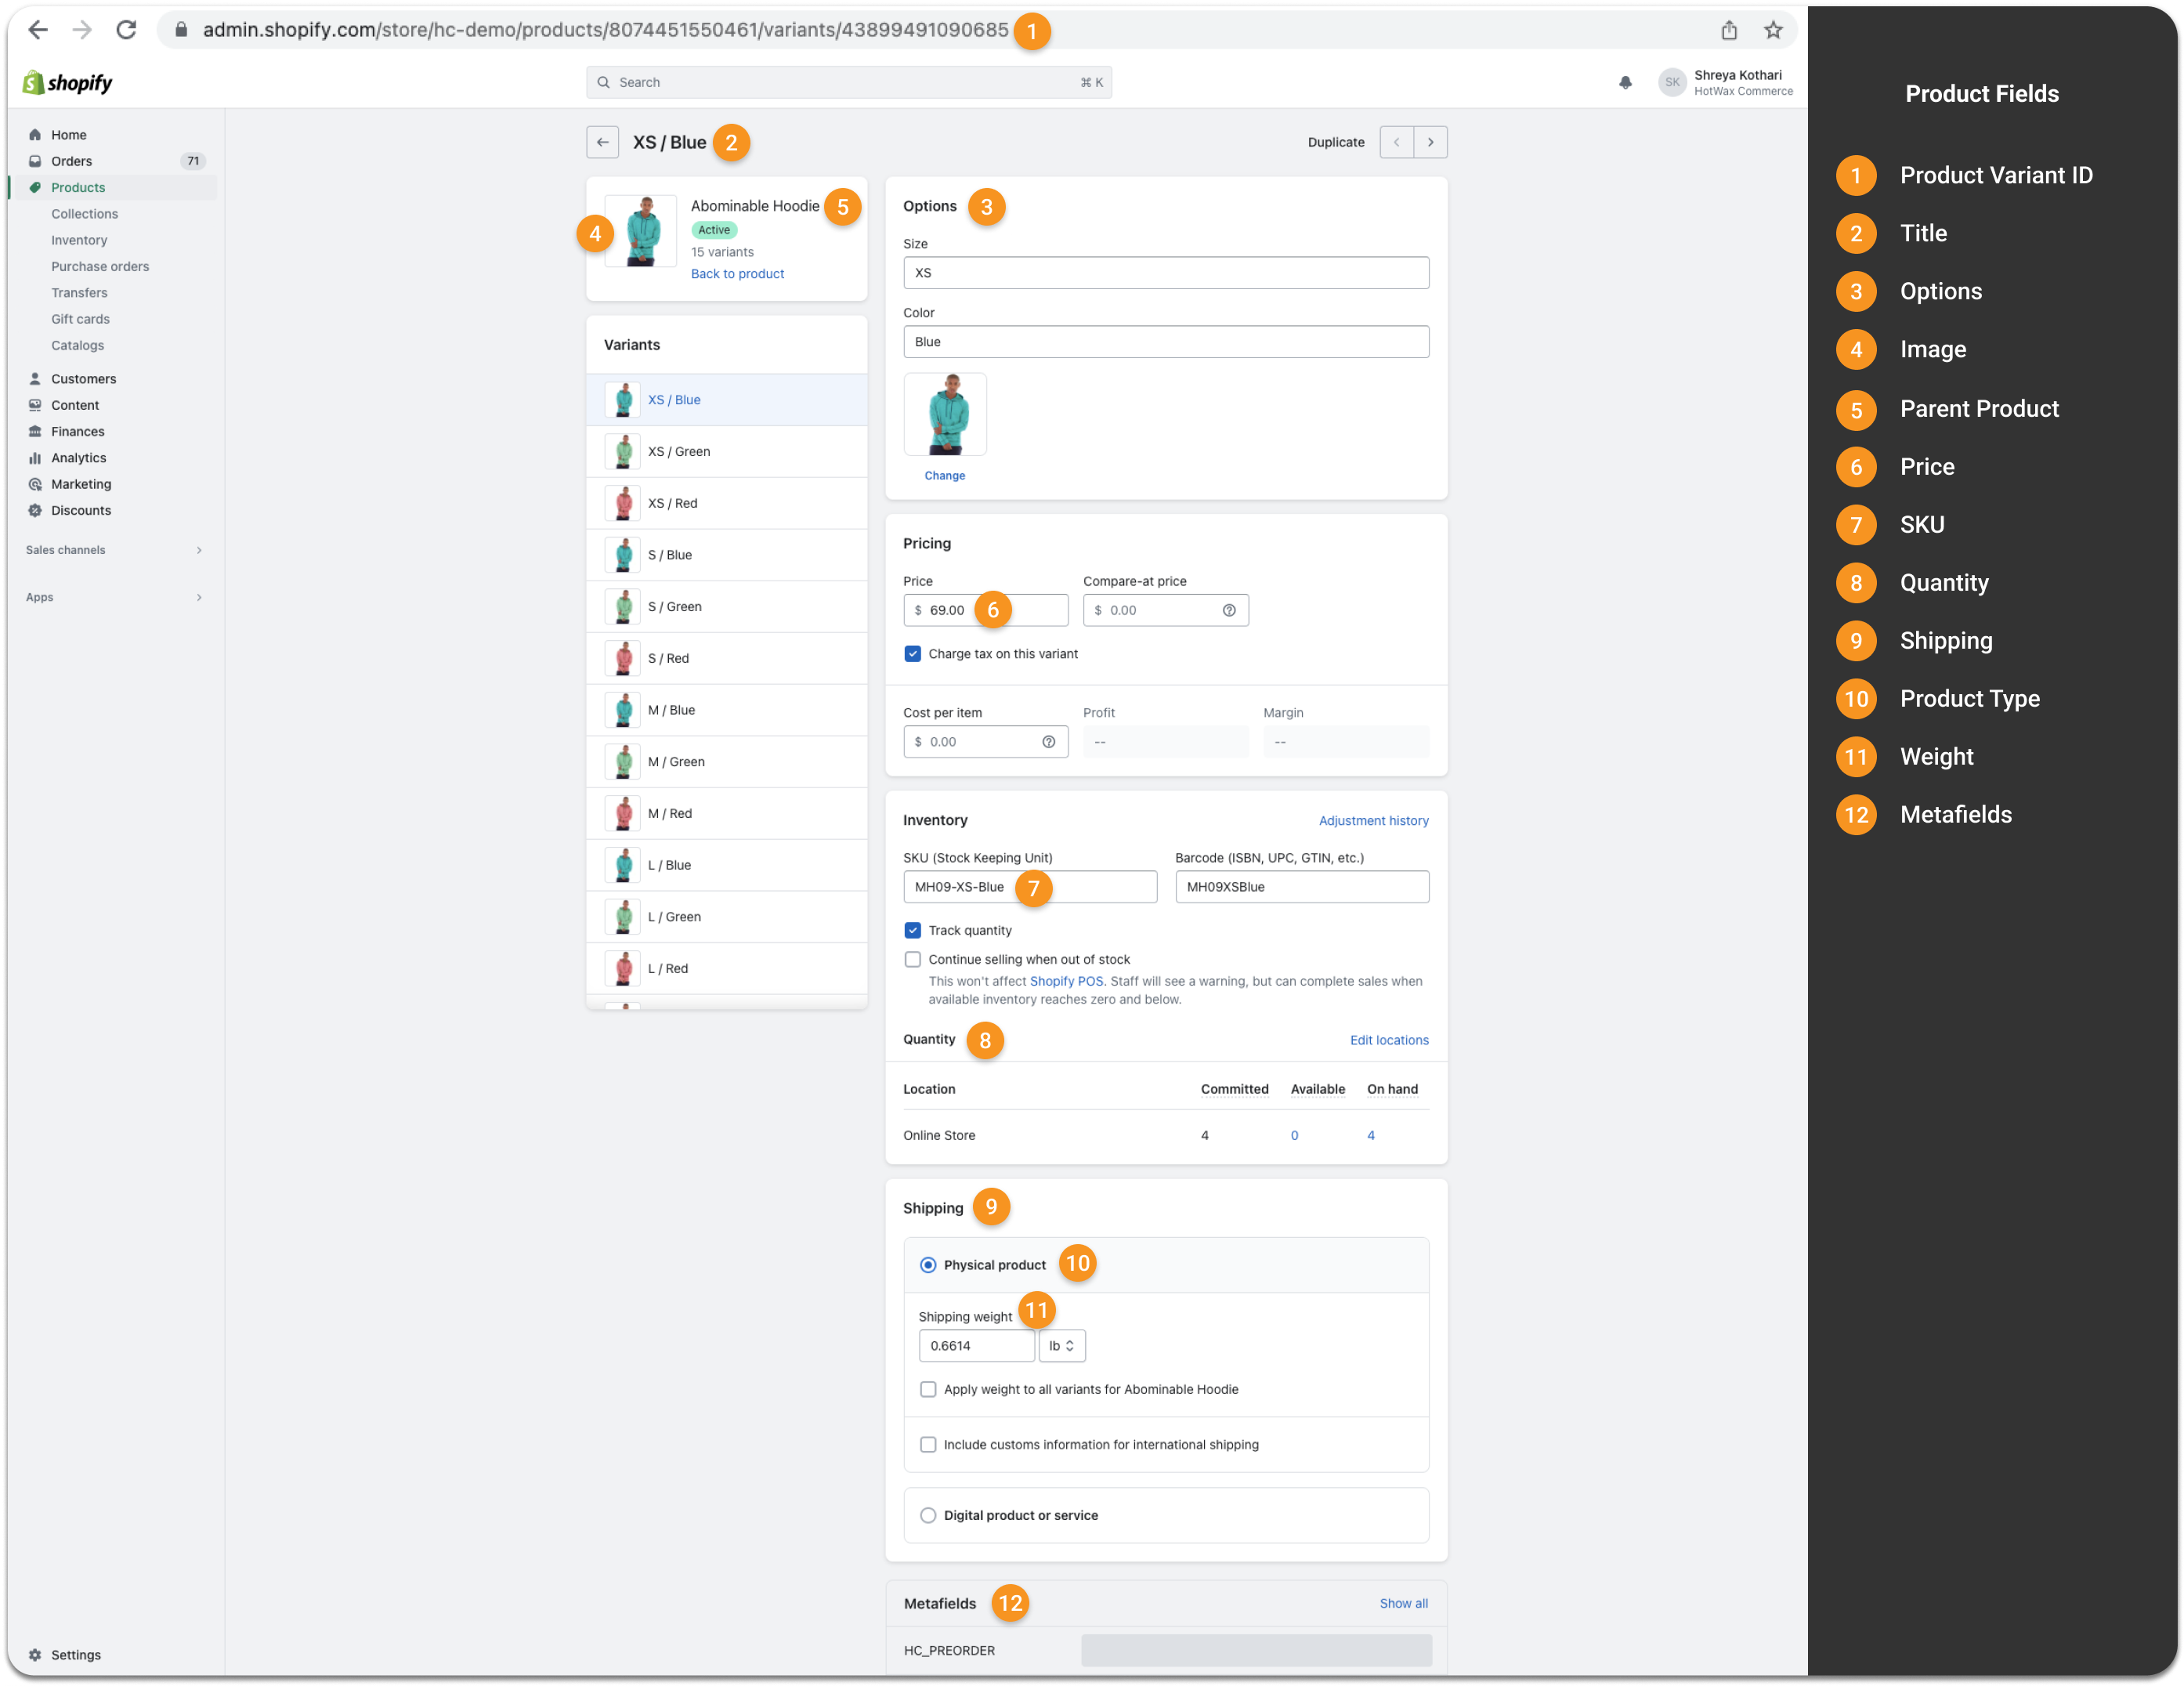 admin.shopify.com/store/hc-demo/products/8074451550461/variants/43899491090685 1
shopify
Search ⌘ K
SK Shreya Kothari
HotWax Commerce
Home
Orders 71
Products
Collections
Inventory
Purchase orders
Transfers
Gift cards
Catalogs
Customers
Content
Finances
Analytics
Marketing
Discounts
Sales channels
Apps
Settings
XS / Blue 2
Duplicate
4
Abominable Hoodie 5
Active
15 variants
Back to product
Variants
XS / Blue
XS / Green
XS / Red
S / Blue
S / Green
S / Red
M / Blue
M / Green
M / Red
L / Blue
L / Green
L / Red
Options 3
Size
XS
Color
Blue
Change
Pricing
Price Compare-at price
$ 69.00 6 $ 0.00
Charge tax on this variant
Cost per item Profit Margin
$ 0.00 -- --
Inventory Adjustment history
SKU (Stock Keeping Unit) Barcode (ISBN, UPC, GTIN, etc.)
MH09-XS-Blue 7 MH09XSBlue
Track quantity
Continue selling when out of stock
This won't affect Shopify POS. Staff will see a warning, but can complete sales when
available inventory reaches zero and below.
Quantity 8 Edit locations
Location Committed Available On hand
Online Store 4 0 4
Shipping 9
Physical product 10
Shipping weight 11
0.6614 lb
Apply weight to all variants for Abominable Hoodie
Include customs information for international shipping
Digital product or service
Metafields 12 Show all
HC_PREORDER
Product Fields
1 Product Variant ID
2 Title
3 Options
4 Image
5 Parent Product
6 Price
7 SKU
8 Quantity
9 Shipping
10 Product Type
11 Weight
12 Metafields